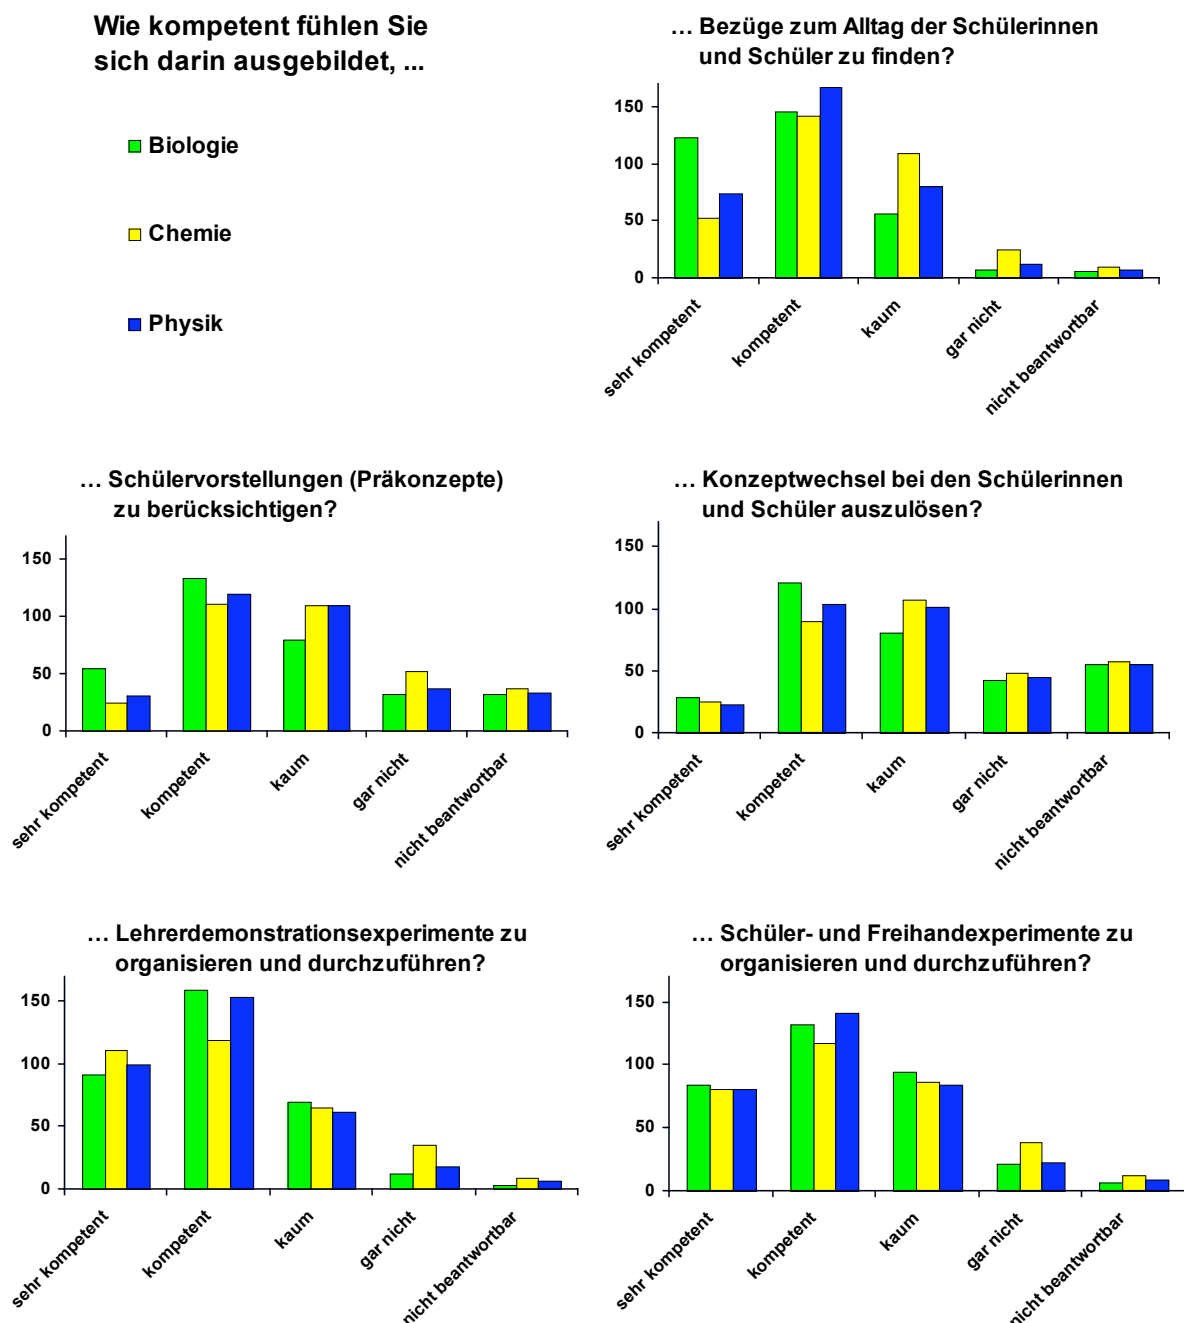 Wie kompetent fühlen Sie
sich darin ausgebildet, ...
Biologie
Chemie
Physik
... Bezüge zum Alltag der Schülerinnen
und Schüler zu finden?
150
100
50
0
sehr kompetent
kompetent
kaum
gar nicht
nicht beantwortbar
... Schülervorstellungen (Präkonzepte)
zu berücksichtigen?
150
100
50
0
sehr kompetent
kompetent
kaum
gar nicht
nicht beantwortbar
... Konzeptwechsel bei den Schülerinnen
und Schüler auszulösen?
150
100
50
0
sehr kompetent
kompetent
kaum
gar nicht
nicht beantwortbar
... Lehrerdemonstrationsexperimente zu
organisieren und durchzuführen?
150
100
50
0
sehr kompetent
kompetent
kaum
gar nicht
nicht beantwortbar
... Schüler- und Freihandexperimente zu
organisieren und durchzuführen?
150
100
50
0
sehr kompetent
kompetent
kaum
gar nicht
nicht beantwortbar